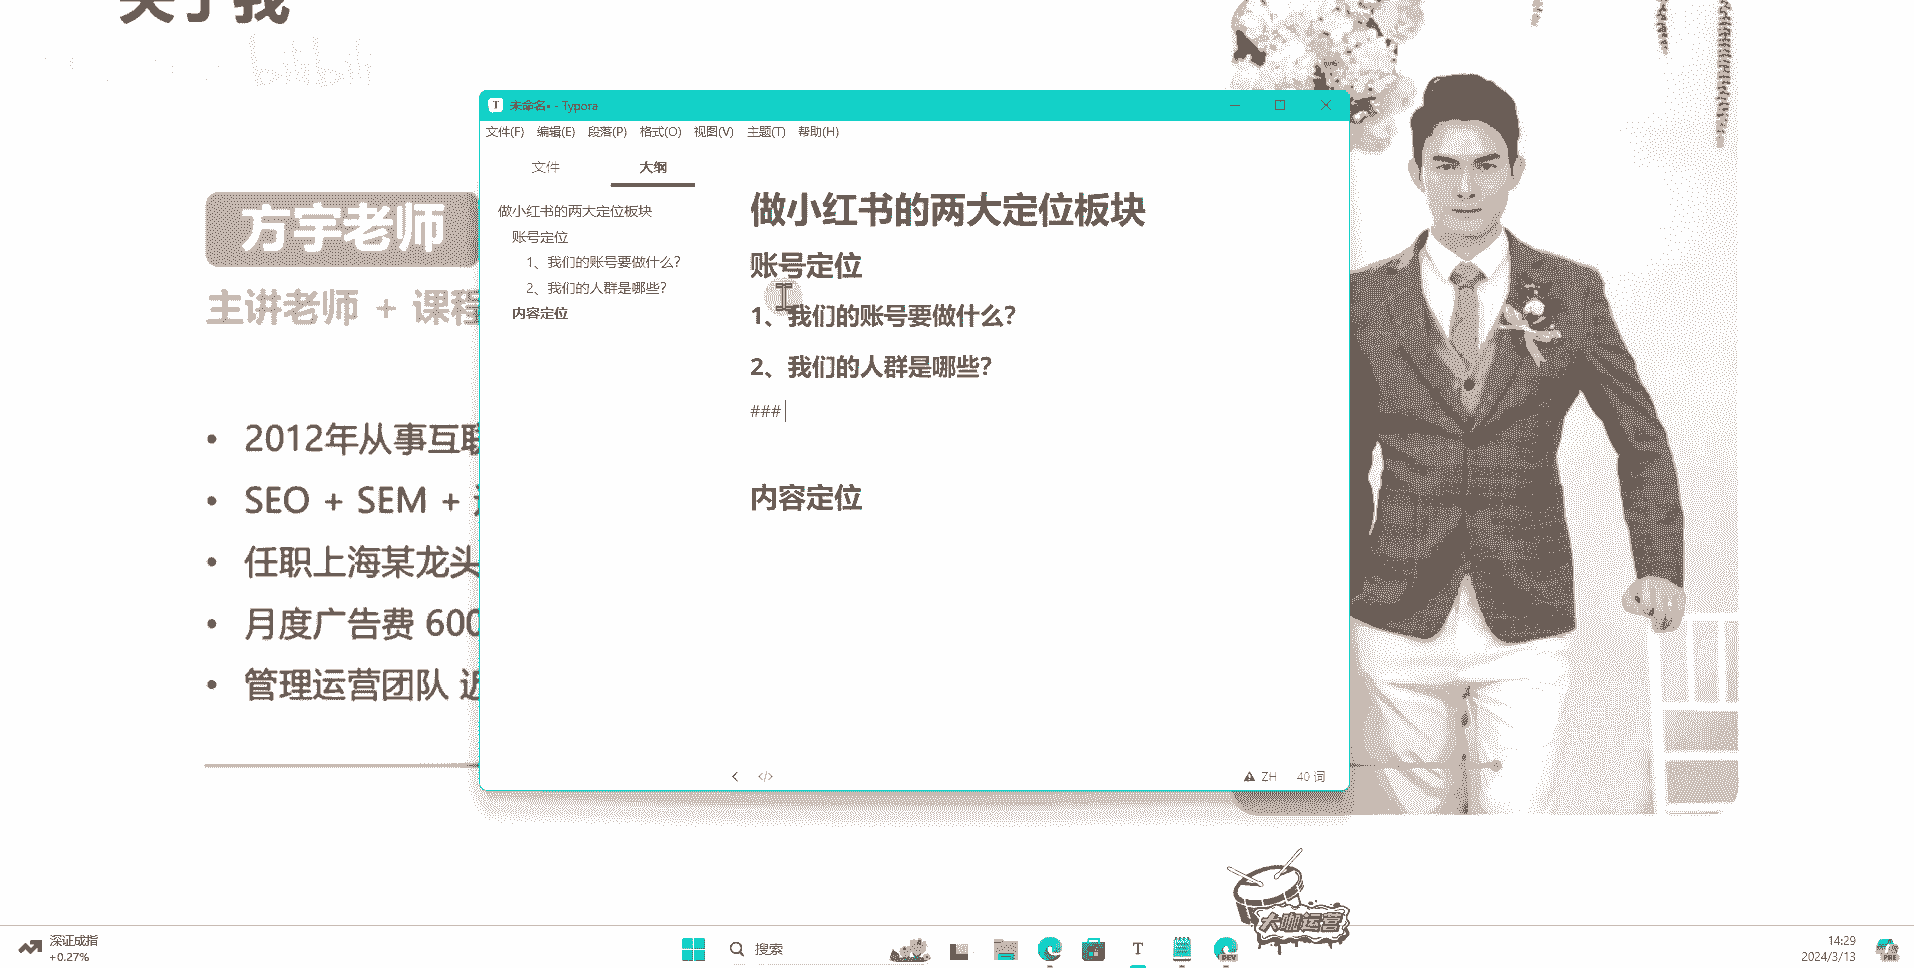 关于我
bilibili
方宇老师
主讲老师 + 课程
2012年从事互联
SEO + SEM +
任职上海某龙头
月度广告费 600
管理运营团队 近
未命名• - Typora
文件(F) 编辑(E) 段落(P) 格式(O) 视图(V) 主题(T) 帮助(H)
文件 大纲
做小红书的两大定位板块
账号定位
1、我们的账号要做什么?
2、我们的人群是哪些?
内容定位
做小红书的两大定位板块
账号定位
1、我们的账号要做什么?
2、我们的人群是哪些?
###
内容定位
</> ZH 40 词
大咖运营
深证成指
+0.27%
搜索
T
DEV
14:29
2024/3/13
PRE